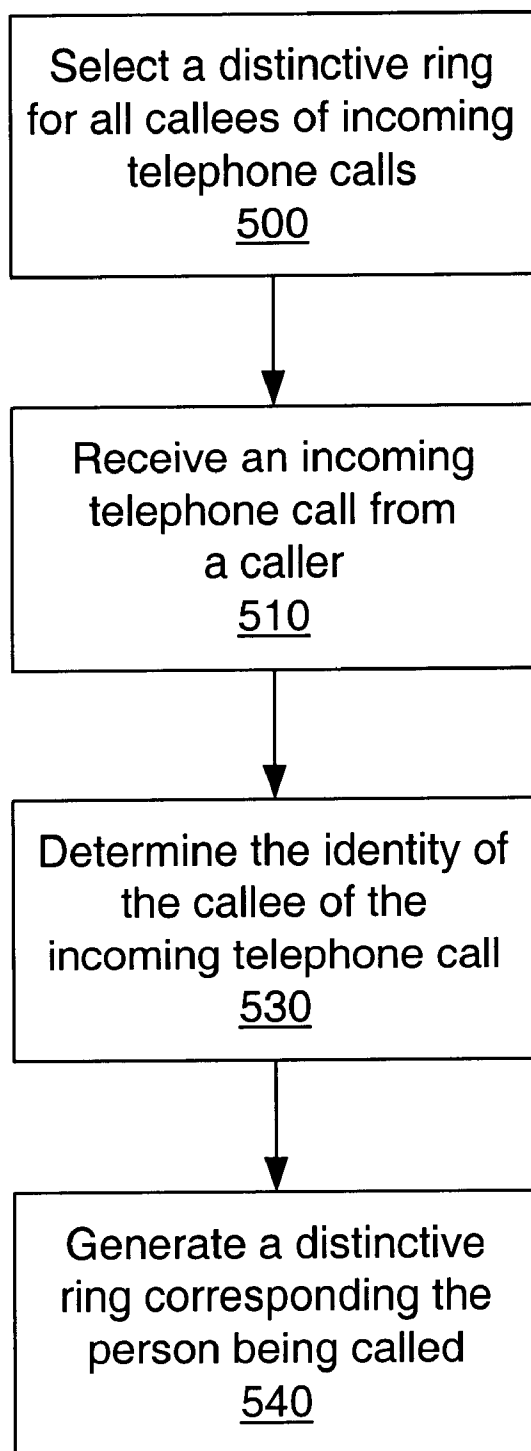 Select a distinctive ring
for all callees of incoming
telephone calls
500
Receive an incoming
telephone call from
a caller
510
Determine the identity of
the callee of the
incoming telephone call
530
Generate a distinctive
ring corresponding the
person being called
540